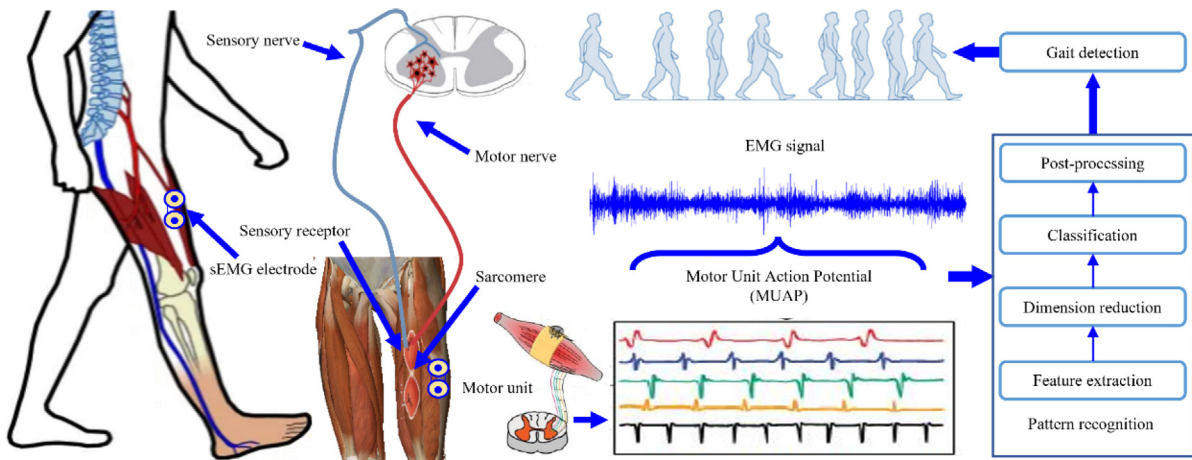 Sensory nerve
Motor nerve
Sensory receptor
sEMG electrode
Sarcomere
Motor unit
EMG signal
Motor Unit Action Potential
(MUAP)
Gait detection
Post-processing
Classification
Dimension reduction
Feature extraction
Pattern recognition